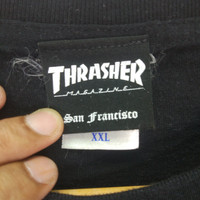 THRASHER
MAGAZINE
San Francisco
XXL